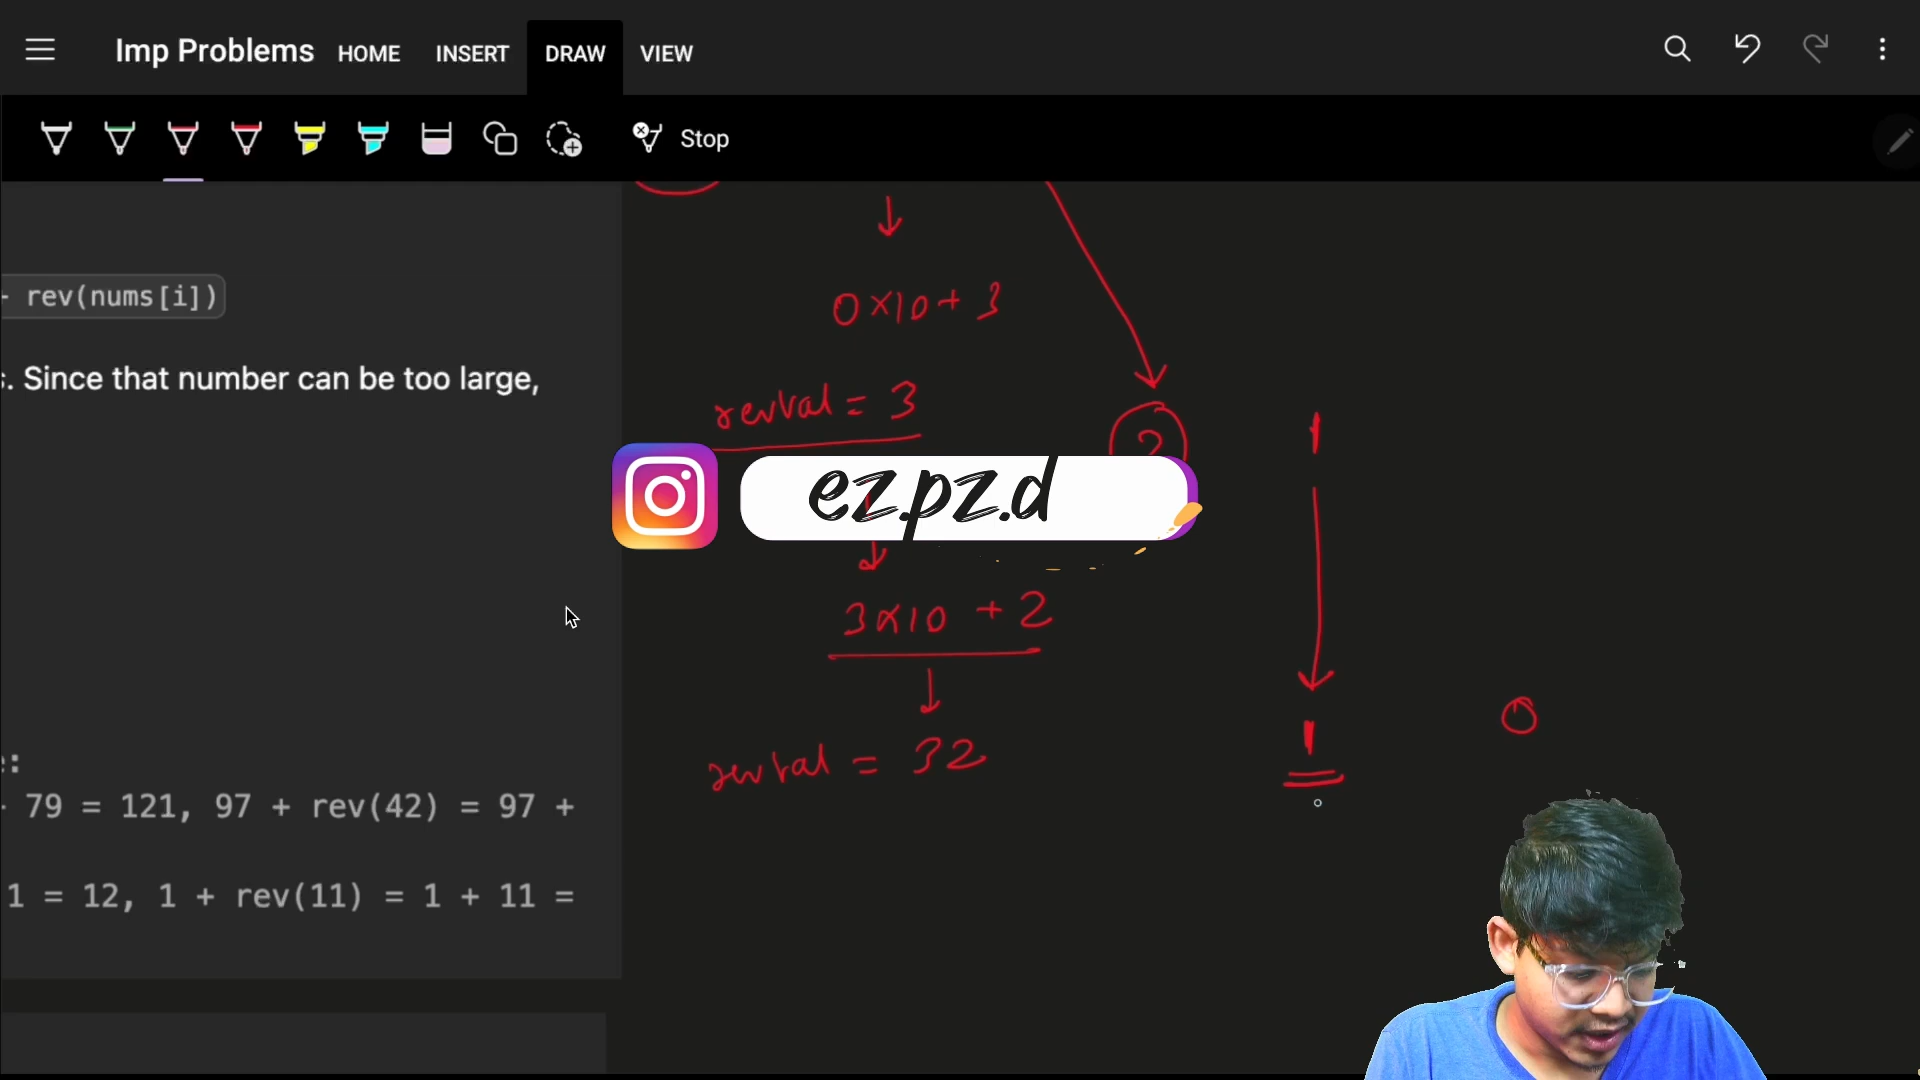 Imp Problems HOME INSERT DRAW VIEW
Stop
- rev(nums[i])
. Since that number can be too large,
0×10+3
revVal = 3
2
1
ez.pz.d
3×10 + 2
0
1
revVal = 32
:
- 79 = 121, 97 + rev(42) = 97 +
1 = 12, 1 + rev(11) = 1 + 11 =